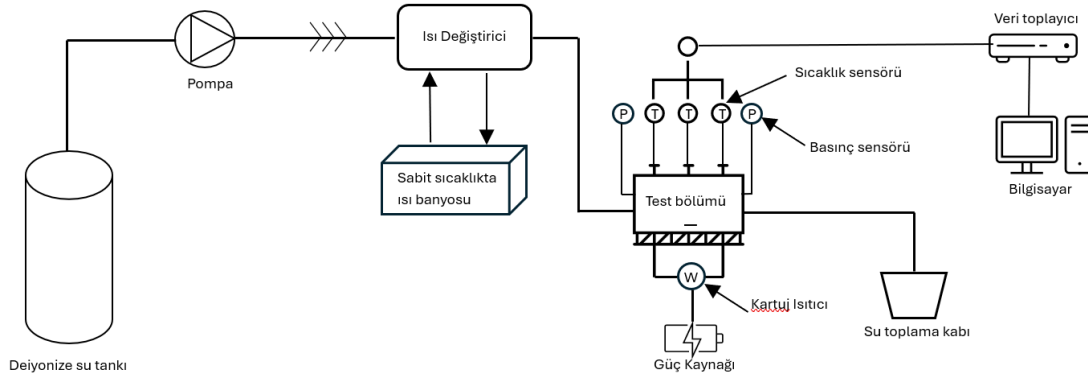 Veri toplayıcı
Isı Değiştirici
Sıcaklık sensörü
Pompa
P
T
T
T
P
Basınç sensörü
Sabit sıcaklıkta
ısı banyosu
Bilgisayar
Test bölümü
W
Kartuj Isıtıcı
Su toplama kabı
Deiyonize su tankı
Güç Kaynağı